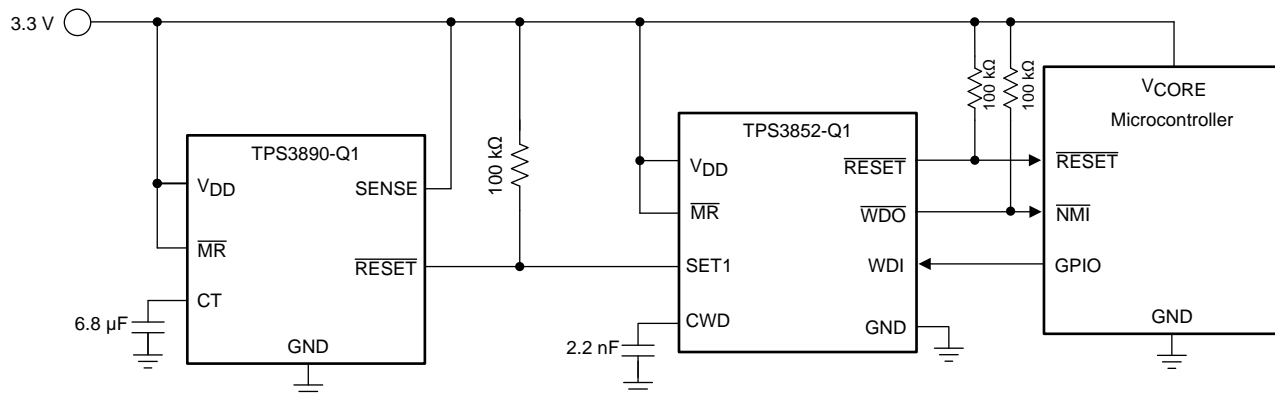 3.3 V
TPS3890-Q1
VDD
MR
CT
SENSE
RESET
GND
6.8 µF
100 kΩ
TPS3852-Q1
VDD
MR
SET1
CWD
RESET
WDO
WDI
GND
2.2 nF
100 kΩ
100 kΩ
VCORE
Microcontroller
RESET
NMI
GPIO
GND